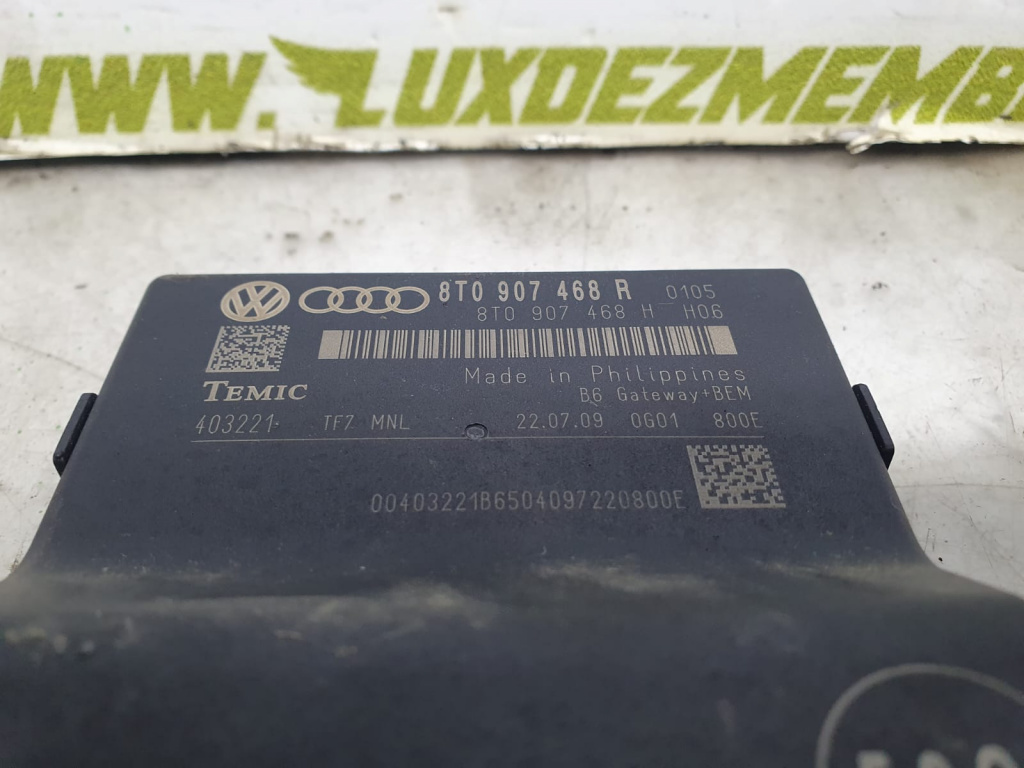 WWW.LUXDEZMEMB
8T0 907 468 R 0105
8T0 907 468 H H06
TEMIC
Made in Philippines
B6 Gateway+BEM
403221 TF7 MNL 22.07.09 0G01 800E
00403221B6504097220800E